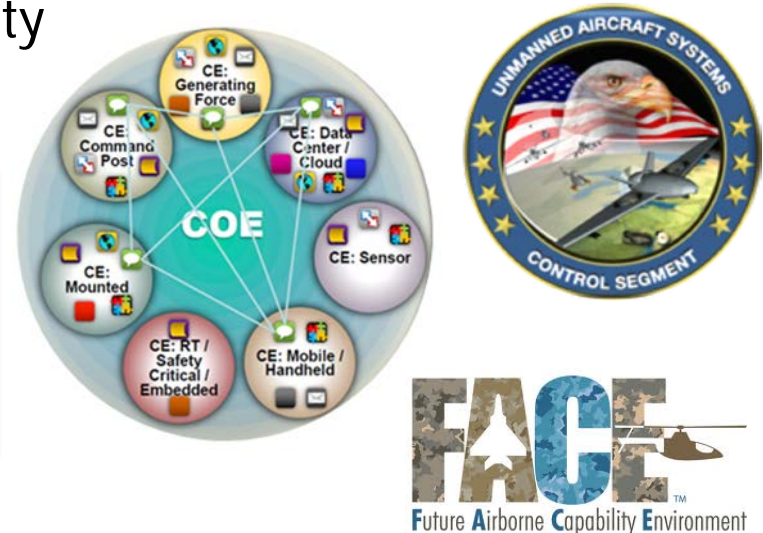 ty
CE:
Generating
Force
CE:
Command
Post
CE: Data
Center /
Cloud
COE
CE: Sensor
CE:
Mounted
CE: RT /
Safety
Critical /
Embedded
CE: Mobile /
Handheld
UNMANNED AIRCRAFT SYSTEMS
CONTROL SEGMENT
FACE TM
Future Airborne Capability Environment